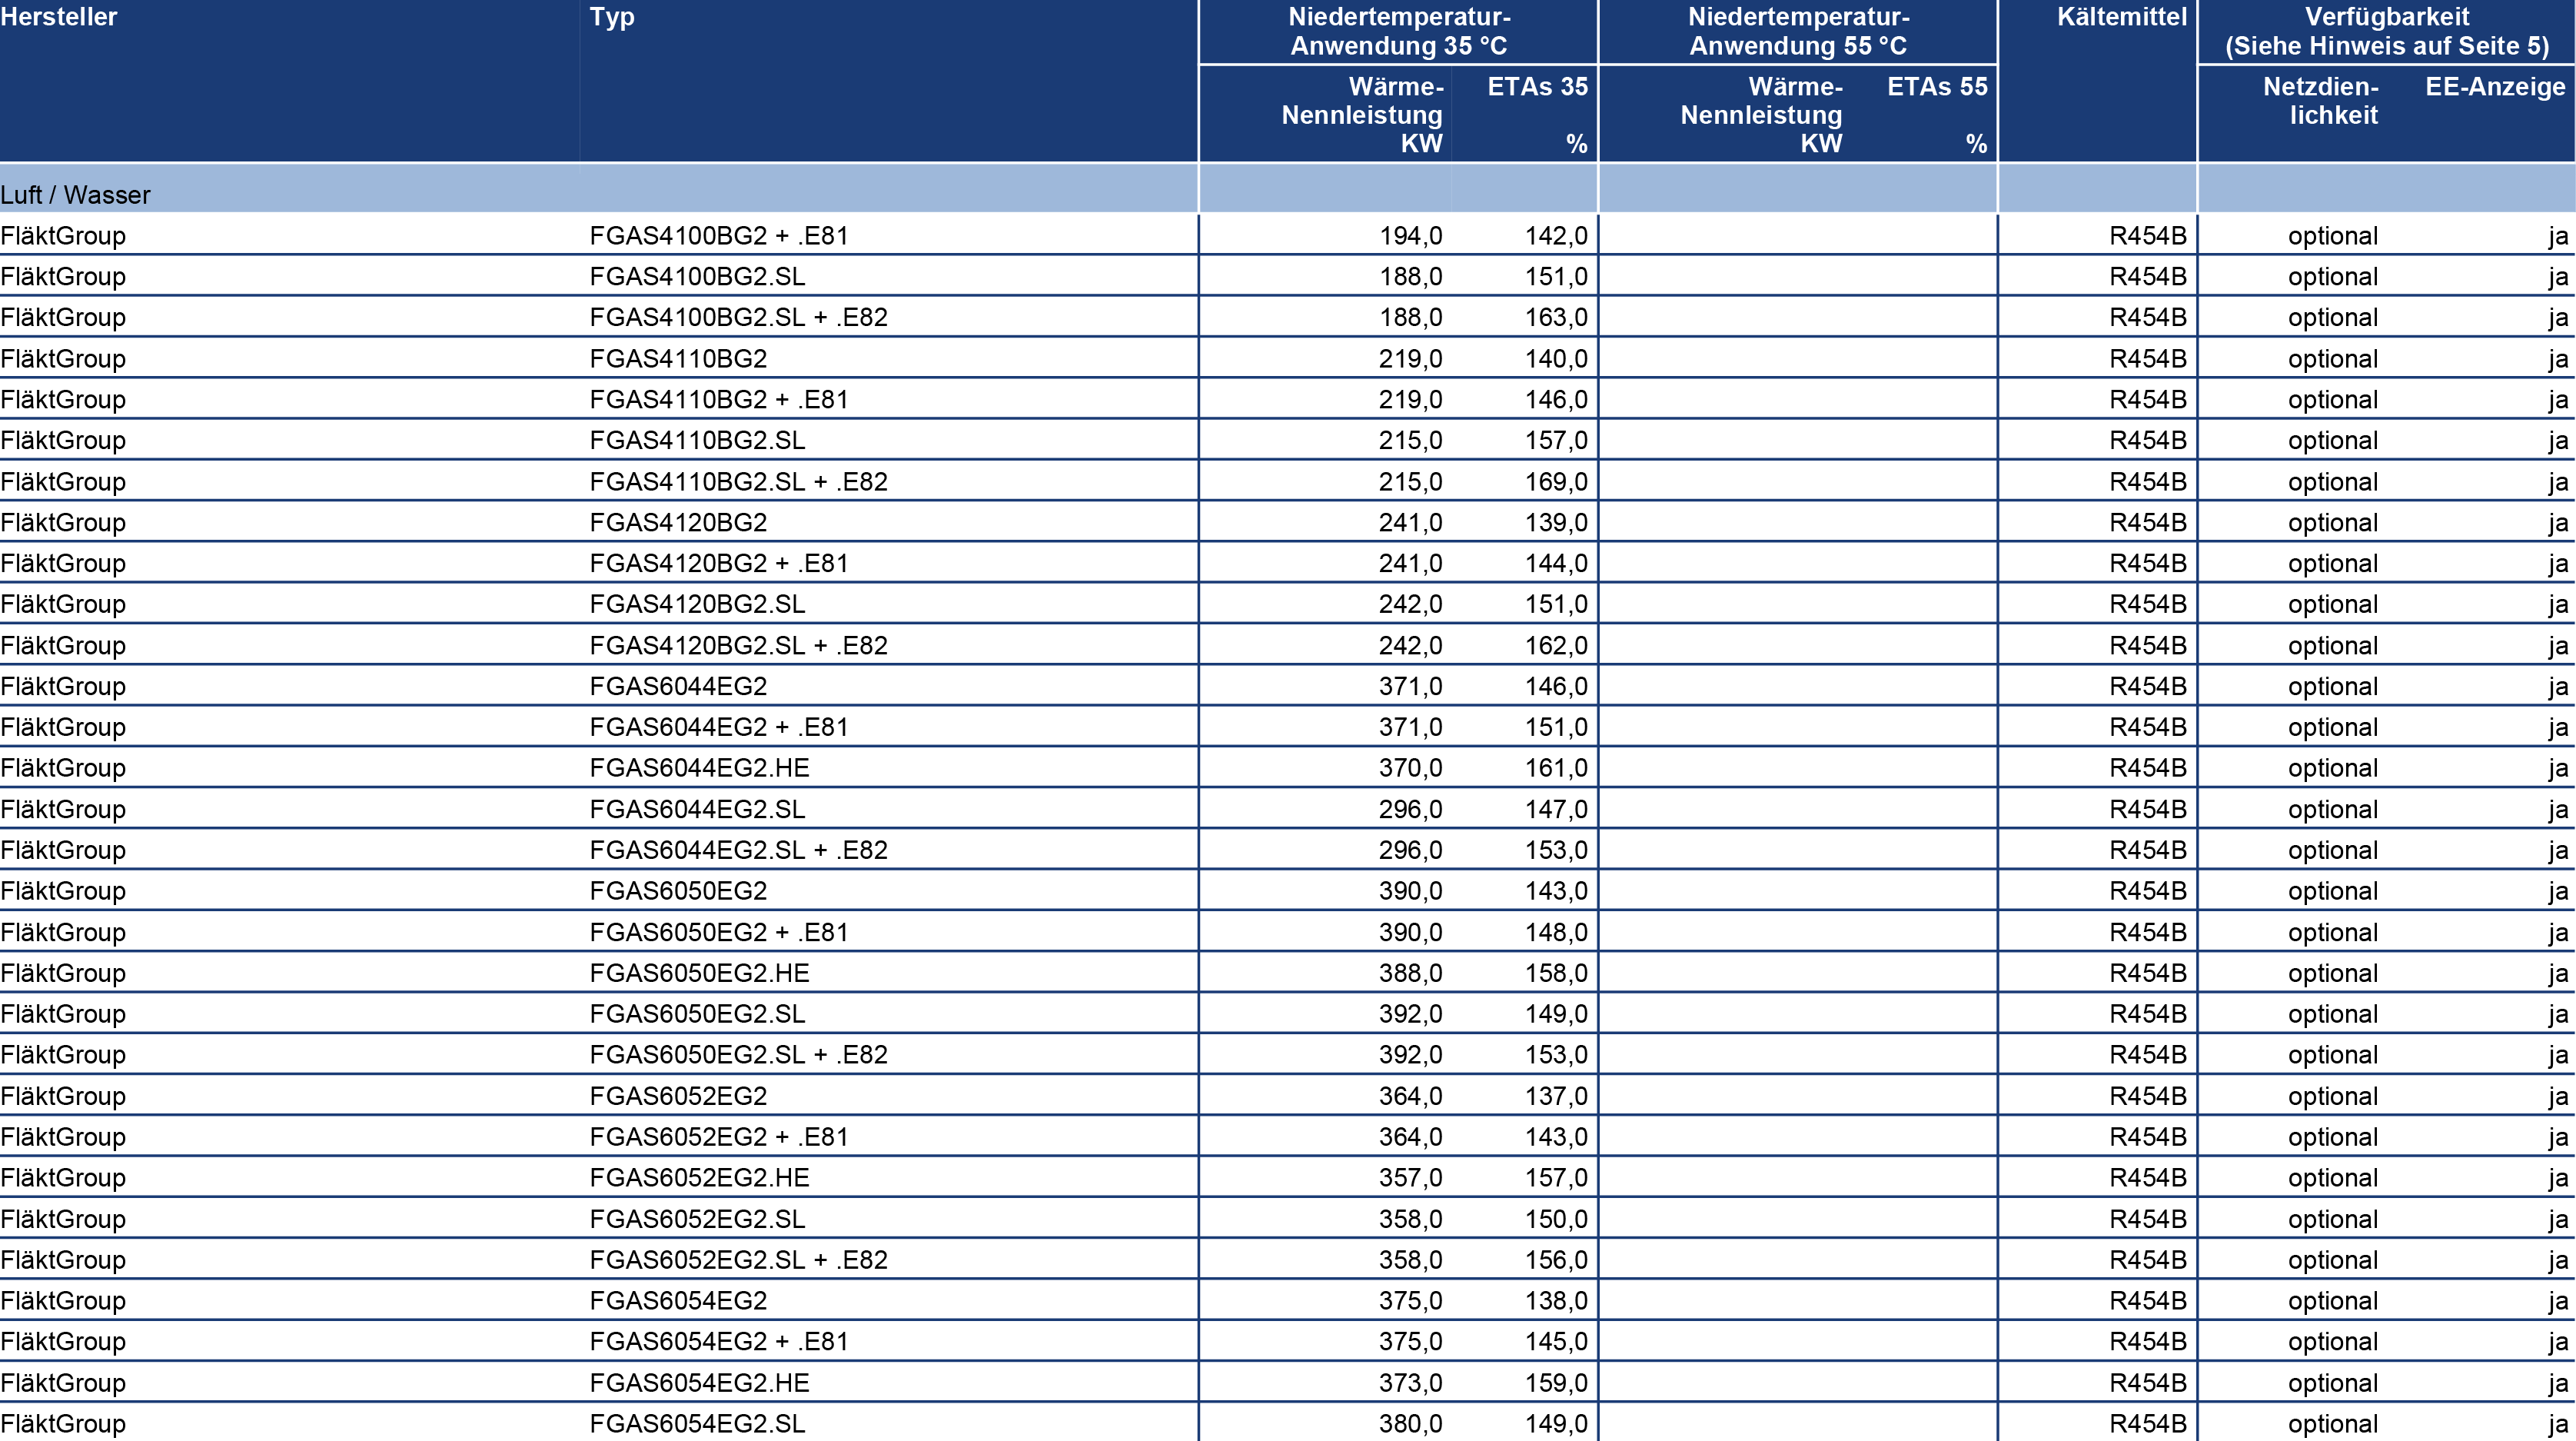 Hersteller Typ Niedertemperatur- Niedertemperatur- Kältemittel Verfügbarkeit
Anwendung 35 °C Anwendung 55 °C (Siehe Hinweis auf Seite 5)
Wärme- ETAs 35 Wärme- ETAs 55 Netzdien- EE-Anzeige
Nennleistung Nennleistung lichkeit
KW % KW %
Luft / Wasser
FläktGroup FGAS4100BG2 + .E81 194,0 142,0 R454B optional ja
FläktGroup FGAS4100BG2.SL 188,0 151,0 R454B optional ja
FläktGroup FGAS4100BG2.SL + .E82 188,0 163,0 R454B optional ja
FläktGroup FGAS4110BG2 219,0 140,0 R454B optional ja
FläktGroup FGAS4110BG2 + .E81 219,0 146,0 R454B optional ja
FläktGroup FGAS4110BG2.SL 215,0 157,0 R454B optional ja
FläktGroup FGAS4110BG2.SL + .E82 215,0 169,0 R454B optional ja
FläktGroup FGAS4120BG2 241,0 139,0 R454B optional ja
FläktGroup FGAS4120BG2 + .E81 241,0 144,0 R454B optional ja
FläktGroup FGAS4120BG2.SL 242,0 151,0 R454B optional ja
FläktGroup FGAS4120BG2.SL + .E82 242,0 162,0 R454B optional ja
FläktGroup FGAS6044EG2 371,0 146,0 R454B optional ja
FläktGroup FGAS6044EG2 + .E81 371,0 151,0 R454B optional ja
FläktGroup FGAS6044EG2.HE 370,0 161,0 R454B optional ja
FläktGroup FGAS6044EG2.SL 296,0 147,0 R454B optional ja
FläktGroup FGAS6044EG2.SL + .E82 296,0 153,0 R454B optional ja
FläktGroup FGAS6050EG2 390,0 143,0 R454B optional ja
FläktGroup FGAS6050EG2 + .E81 390,0 148,0 R454B optional ja
FläktGroup FGAS6050EG2.HE 388,0 158,0 R454B optional ja
FläktGroup FGAS6050EG2.SL 392,0 149,0 R454B optional ja
FläktGroup FGAS6050EG2.SL + .E82 392,0 153,0 R454B optional ja
FläktGroup FGAS6052EG2 364,0 137,0 R454B optional ja
FläktGroup FGAS6052EG2 + .E81 364,0 143,0 R454B optional ja
FläktGroup FGAS6052EG2.HE 357,0 157,0 R454B optional ja
FläktGroup FGAS6052EG2.SL 358,0 150,0 R454B optional ja
FläktGroup FGAS6052EG2.SL + .E82 358,0 156,0 R454B optional ja
FläktGroup FGAS6054EG2 375,0 138,0 R454B optional ja
FläktGroup FGAS6054EG2 + .E81 375,0 145,0 R454B optional ja
FläktGroup FGAS6054EG2.HE 373,0 159,0 R454B optional ja
FläktGroup FGAS6054EG2.SL 380,0 149,0 R454B optional ja